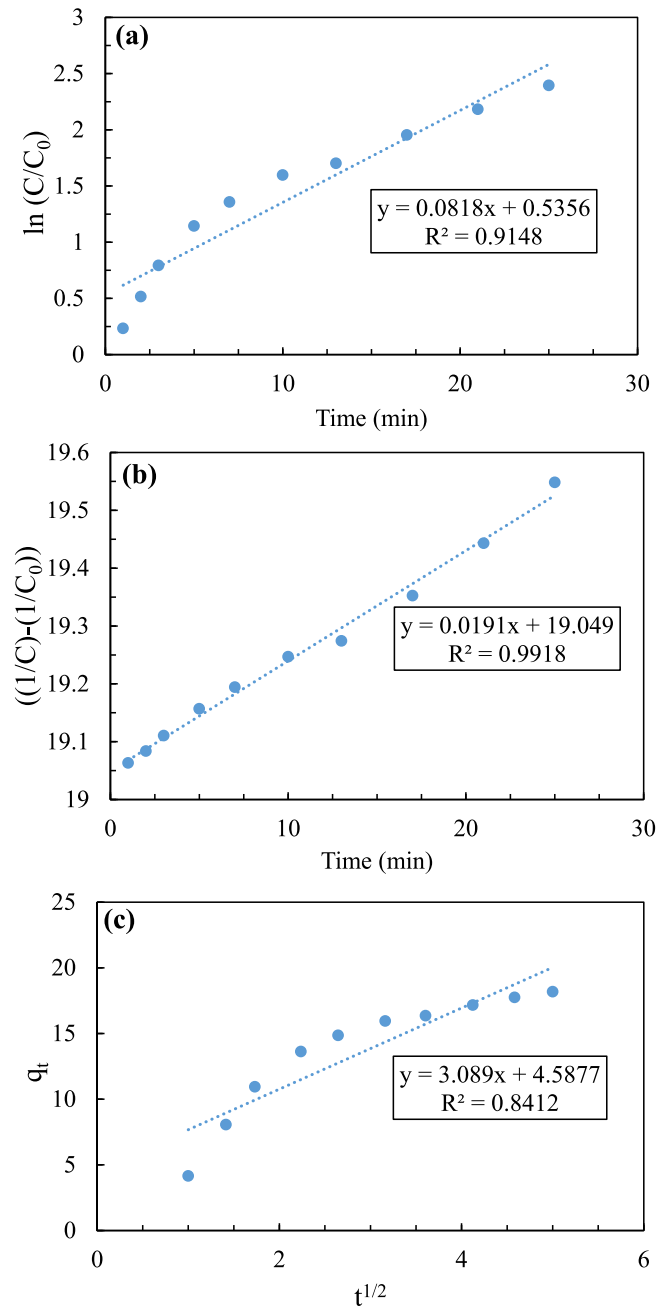 (a)
3
2.5
2
1.5
1
0.5
0
ln (C/C₀)
y = 0.0818x + 0.5356
R² = 0.9148
0 10 20 30
Time (min)
(b)
19.6
19.5
19.4
19.3
19.2
19.1
19
((1/C)-(1/C₀))
y = 0.0191x + 19.049
R² = 0.9918
0 10 20 30
Time (min)
(c)
25
20
15
10
5
0
qₜ
y = 3.089x + 4.5877
R² = 0.8412
0 2 4 6
t¹/²